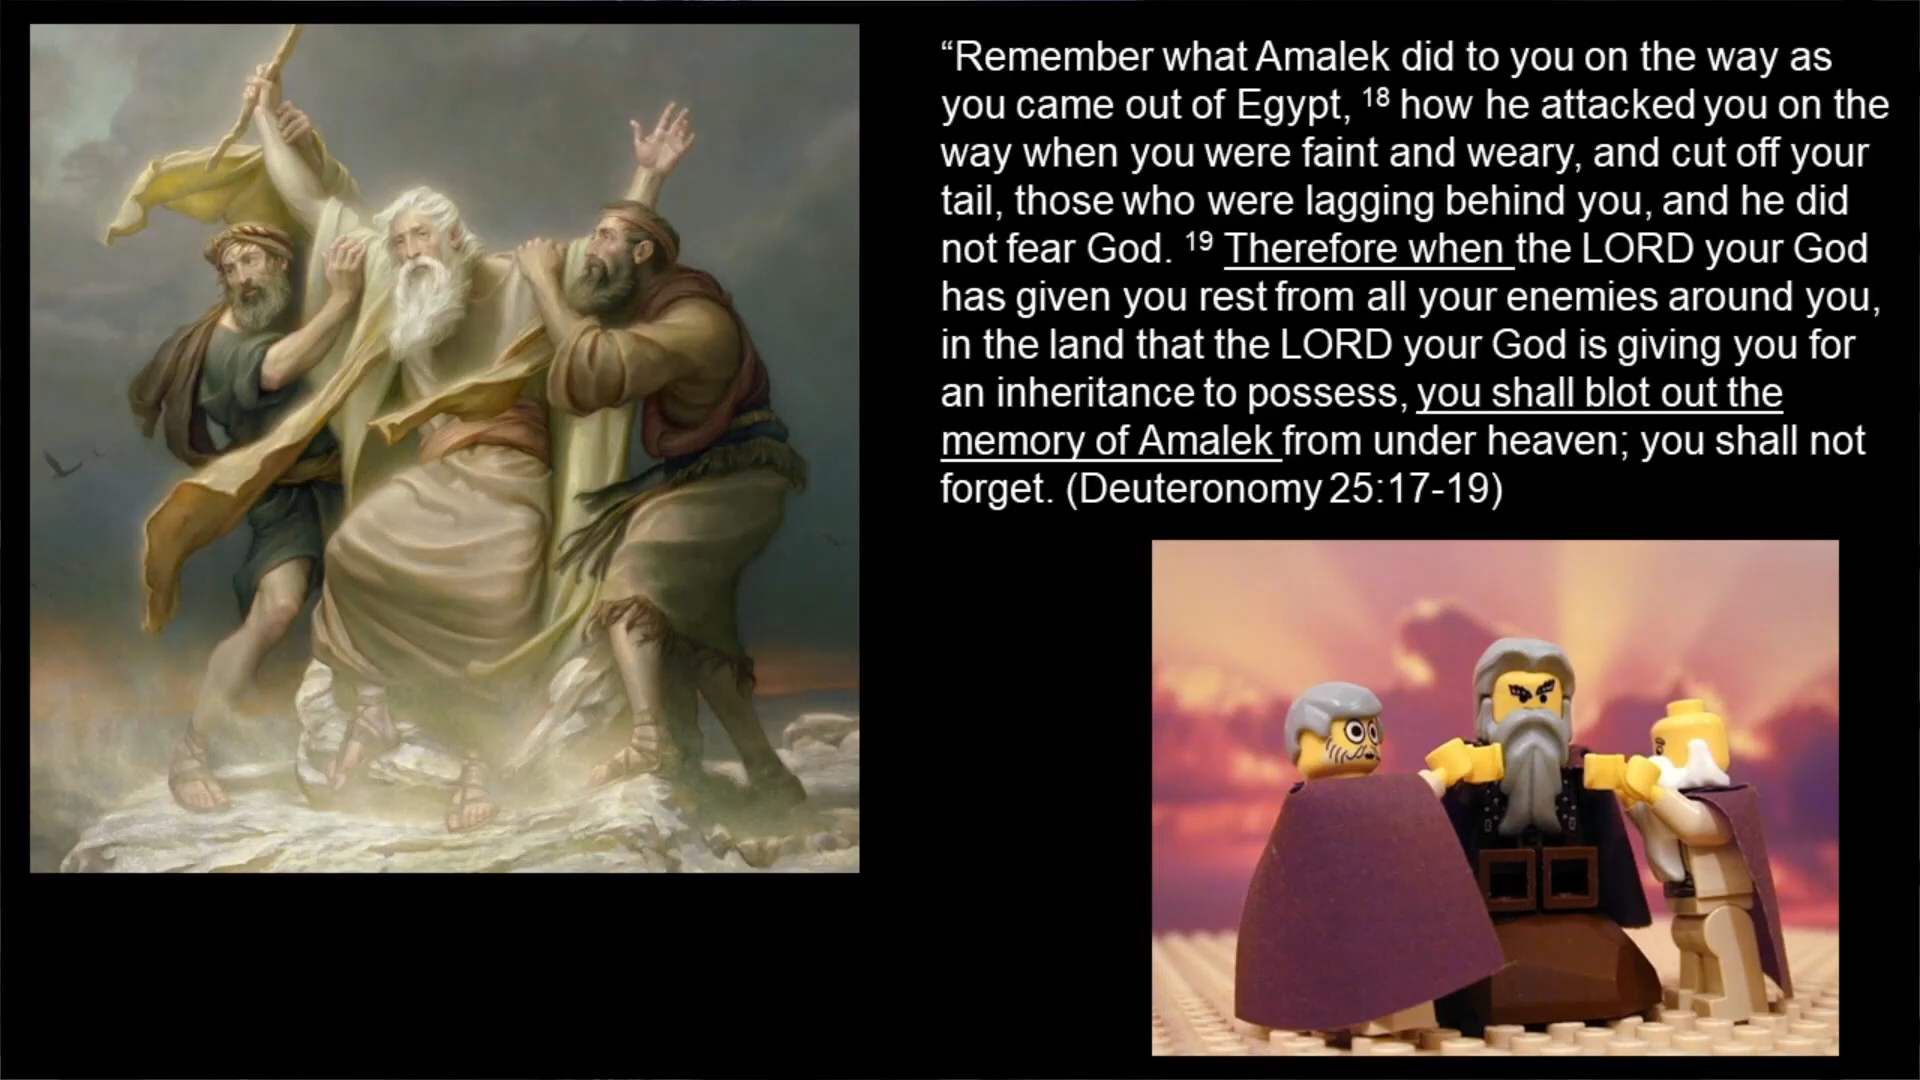 “Remember what Amalek did to you on the way as
you came out of Egypt, 18 how he attacked you on the
way when you were faint and weary, and cut off your
tail, those who were lagging behind you, and he did
not fear God. 19 Therefore when the LORD your God
has given you rest from all your enemies around you,
in the land that the LORD your God is giving you for
an inheritance to possess, you shall blot out the
memory of Amalek from under heaven; you shall not
forget. (Deuteronomy 25:17-19)